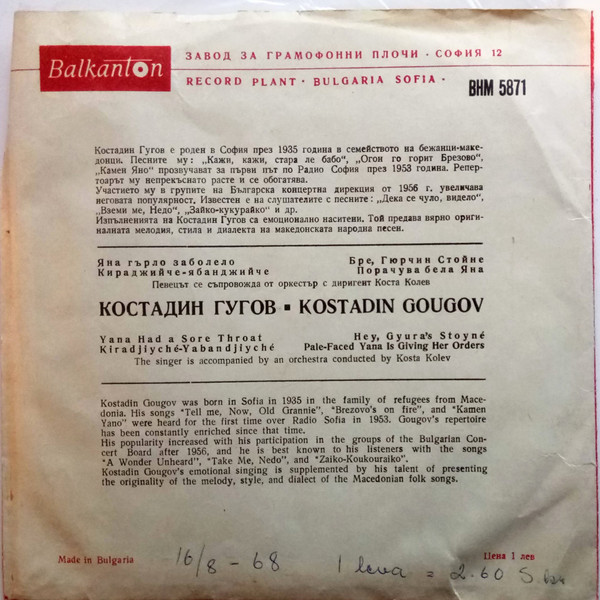 Balkanton
ЗАВОД ЗА ГРАМОФОННИ ПЛОЧИ · СОФИЯ 12
RECORD PLANT · BULGARIA SOFIA ·
ВНМ 5871
Костадин Гугов е роден в София през 1935 година в семейството на бежанци-маке-
донци. Песните му: „Кажи, кажи, стара ле бабо“, „Огон го горит Брезово“,
„Камен Яно“ прозвучават за първи път по Радио София през 1953 година. Репер-
тоарът му непрекъснато расте и се обогатява.
Участието му в групите на Българска концертна дирекция от 1956 г. увеличава
неговата популярност. Известен е на слушателите с песните: „Дека се чуло, видело“,
„Вземи ме, Недо“, „Зайко-кукурайко“ и др.
Изпълненията на Костадин Гугов са емоционално наситени. Той предава вярно ориги-
налната мелодия, стила и диалекта на македонската народна песен.
Яна гърло заболело
Бре, Гюрчин Стойне
Кираджийче-ябанджийче
Порачува бела Яна
Певецът се съпровожда от оркестър с диригент Коста Колев
КОСТАДИН ГУГОВ ▪ KOSTADIN GOUGOV
Yana Had a Sore Throat
Hey, Gyura's Stoyné
Kiradjiyché-Yabandjiyché
Pale-Faced Yana Is Giving Her Orders
The singer is accompanied by an orchestra conducted by Kosta Kolev
Kostadin Gougov was born in Sofia in 1935 in the family of refugees from Mace-
donia. His songs "Tell me, Now, Old Grannie", "Brezovo's on fire", and "Kamen
Yano" were heard for the first time over Radio Sofia in 1953. Gougov's repertoire
has been constantly enriched since that time.
His popularity increased with his participation in the groups of the Bulgarian Con-
cert Board after 1956, and he is best known to his listeners with the songs
"A Wonder Unheard", "Take Me, Nedo", and "Zaiko-Koukouraiko".
Kostadin Gougov's emotional singing is supplemented by his talent of presenting
the originality of the melody, style, and dialect of the Macedonian folk songs.
Made in Bulgaria
Цена 1 лев
16/8 - 68 1 leva = 2.60 S